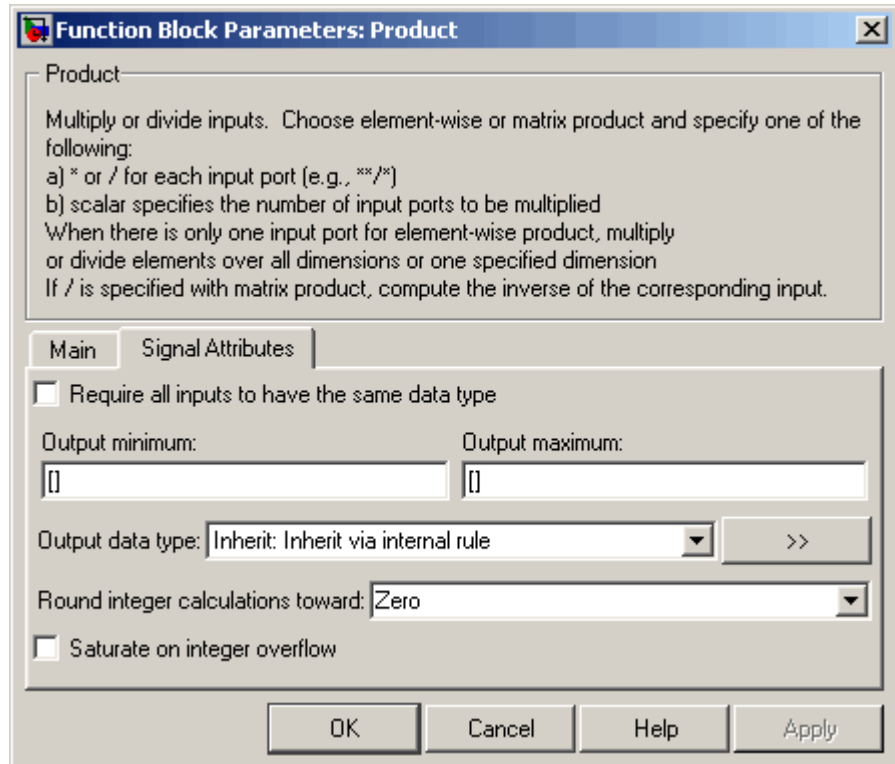 Function Block Parameters: Product
Product
Multiply or divide inputs.  Choose element-wise or matrix product and specify one of the
following:
a) * or / for each input port (e.g., **/*)
b) scalar specifies the number of input ports to be multiplied
When there is only one input port for element-wise product, multiply
or divide elements over all dimensions or one specified dimension
If / is specified with matrix product, compute the inverse of the corresponding input.
Main Signal Attributes
Require all inputs to have the same data type
Output minimum: Output maximum:
[] []
Output data type: Inherit: Inherit via internal rule >>
Round integer calculations toward: Zero
Saturate on integer overflow
OK Cancel Help Apply